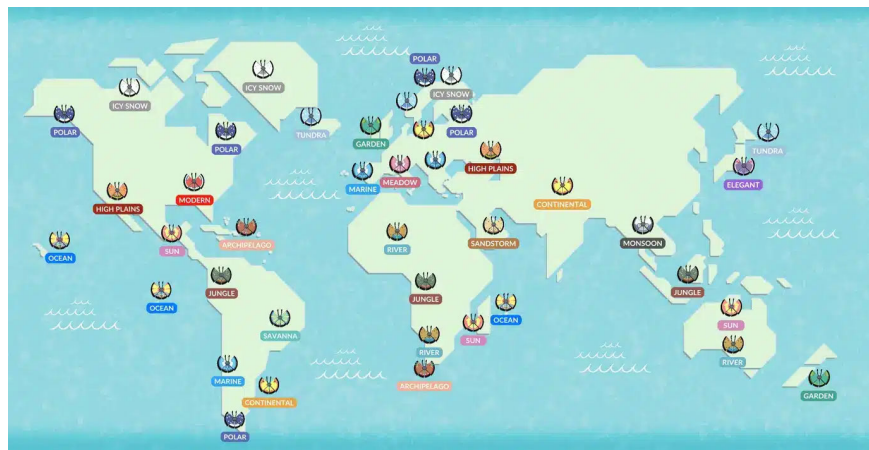 POLAR
ICY SNOW
ICY SNOW
ICY SNOW
POLAR
POLAR
TUNDRA
GARDEN
POLAR
TUNDRA
HIGH PLAINS
MARINE
MEADOW
ELEGANT
HIGH PLAINS
MODERN
CONTINENTAL
OCEAN
SUN
ARCHIPELAGO
RIVER
SANDSTORM
MONSOON
OCEAN
JUNGLE
JUNGLE
JUNGLE
OCEAN
SAVANNA
RIVER
SUN
SUN
RIVER
MARINE
ARCHIPELAGO
CONTINENTAL
GARDEN
POLAR